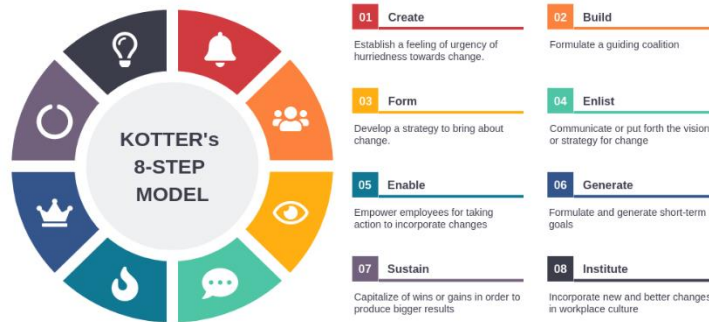 KOTTER's
8-STEP
MODEL
01 Create
Establish a feeling of urgency of
hurriedness towards change.
02 Build
Formulate a guiding coalition
03 Form
Develop a strategy to bring about
change.
04 Enlist
Communicate or put forth the vision
or strategy for change
05 Enable
Empower employees for taking
action to incorporate changes
06 Generate
Formulate and generate short-term
goals
07 Sustain
Capitalize of wins or gains in order to
produce bigger results
08 Institute
Incorporate new and better changes
in workplace culture